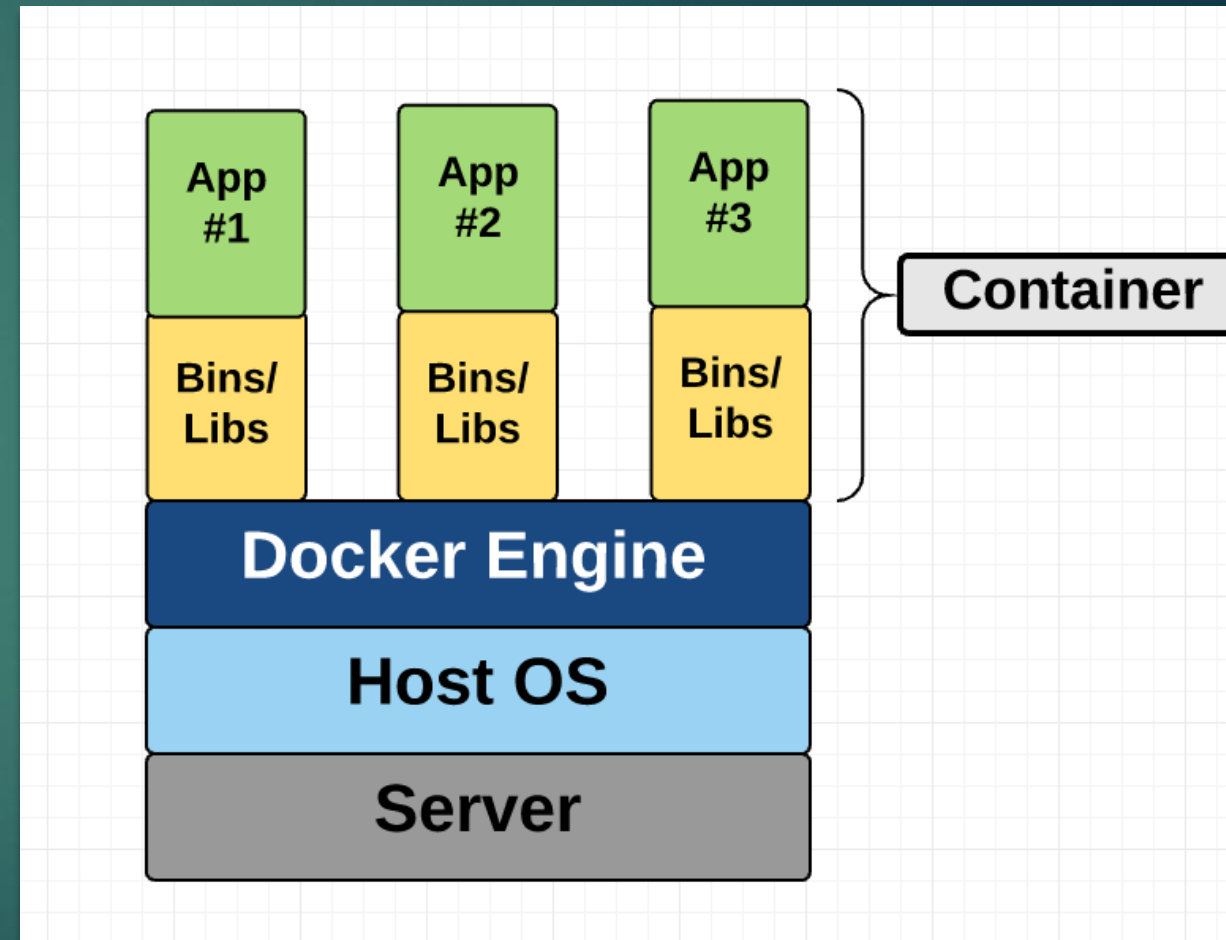 App
#1
App
#2
App
#3
Bins/
Libs
Bins/
Libs
Bins/
Libs
Container
Docker Engine
Host OS
Server